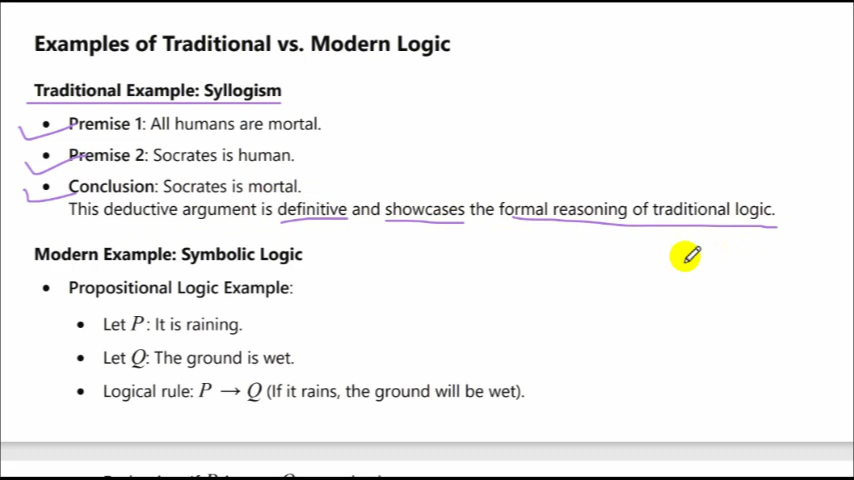 Examples of Traditional vs. Modern Logic
Traditional Example: Syllogism
• Premise 1: All humans are mortal.
• Premise 2: Socrates is human.
• Conclusion: Socrates is mortal.
This deductive argument is definitive and showcases the formal reasoning of traditional logic.
Modern Example: Symbolic Logic
• Propositional Logic Example:
• Let P: It is raining.
• Let Q: The ground is wet.
• Logical rule: P → Q (If it rains, the ground will be wet).